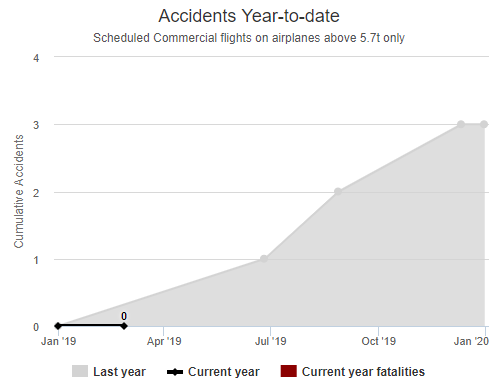 Accidents Year-to-date
Scheduled Commercial flights on airplanes above 5.7t only
Cumulative Accidents
4
3
2
1
0
0
Jan '19
Apr '19
Jul '19
Oct '19
Jan '20
Last year
Current year
Current year fatalities